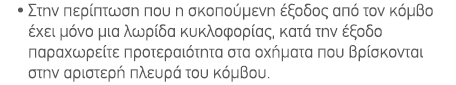 • Στην περίπτωση που η σκοπούμενη έξοδος από τον κόμβο
έχει μόνο μια λωρίδα κυκλοφορίας, κατά την έξοδο
παραχωρείτε προτεραιότητα στα οχήματα που βρίσκονται
στην αριστερή πλευρά του κόμβου.